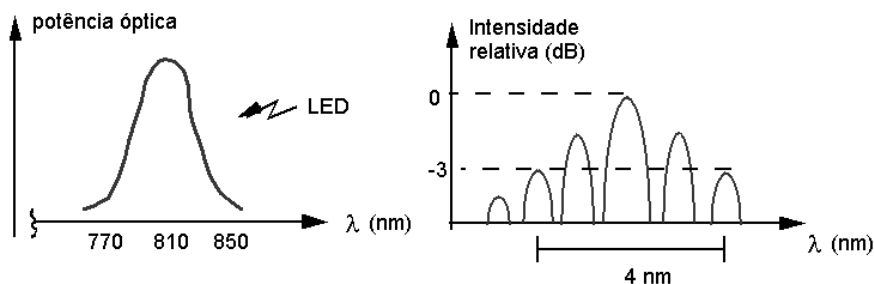 potência óptica
LED
λ (nm)
770 810 850
Intensidade
relativa (dB)
0
-3
λ (nm)
4 nm